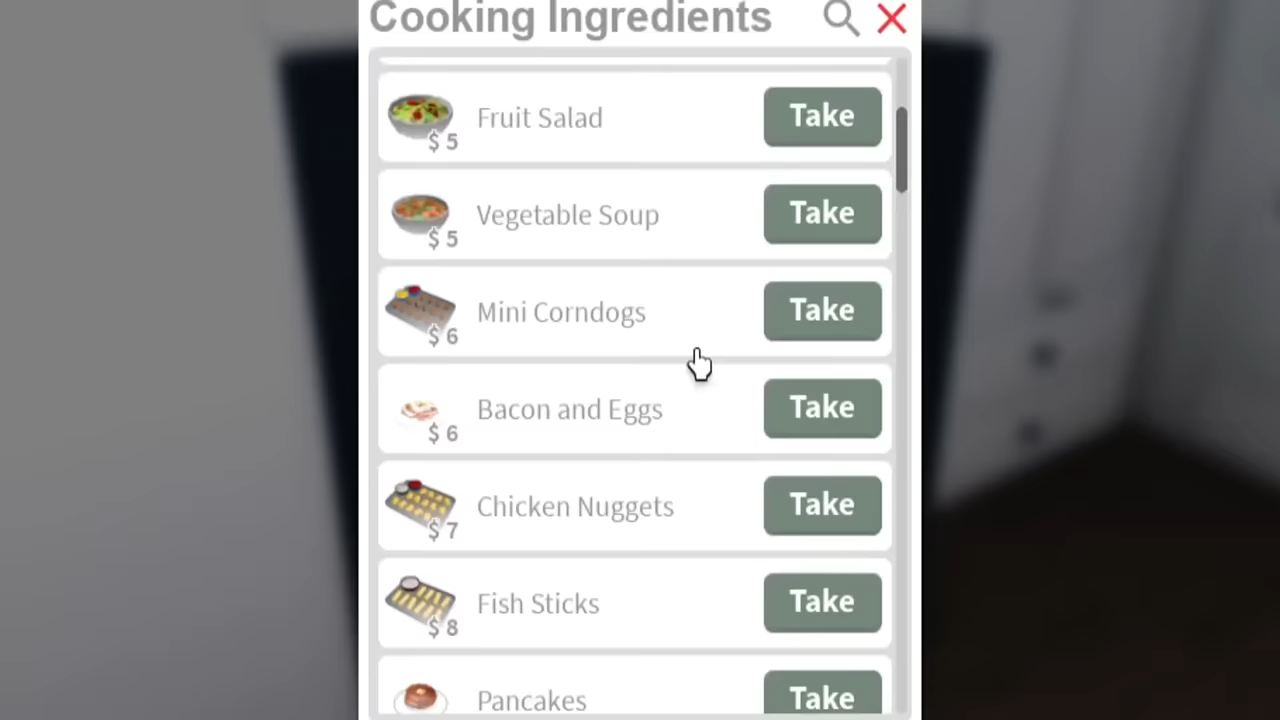 Cooking Ingredients
Fruit Salad
Take
$ 5
Vegetable Soup
Take
$ 5
Mini Corndogs
Take
$ 6
Bacon and Eggs
Take
$ 6
Chicken Nuggets
Take
$ 7
Fish Sticks
Take
$ 8
Pancakes
Take